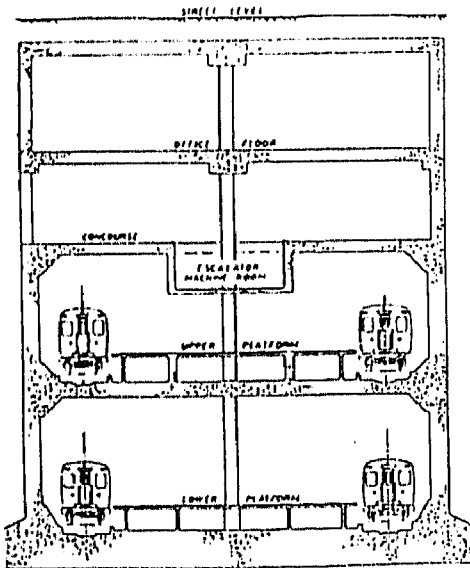 STREET LEVEL
OFFICE FLOOR
CONCOURSE
ESCALATOR
MACHINE ROOM
UPPER PLATFORM
LOWER PLATFORM